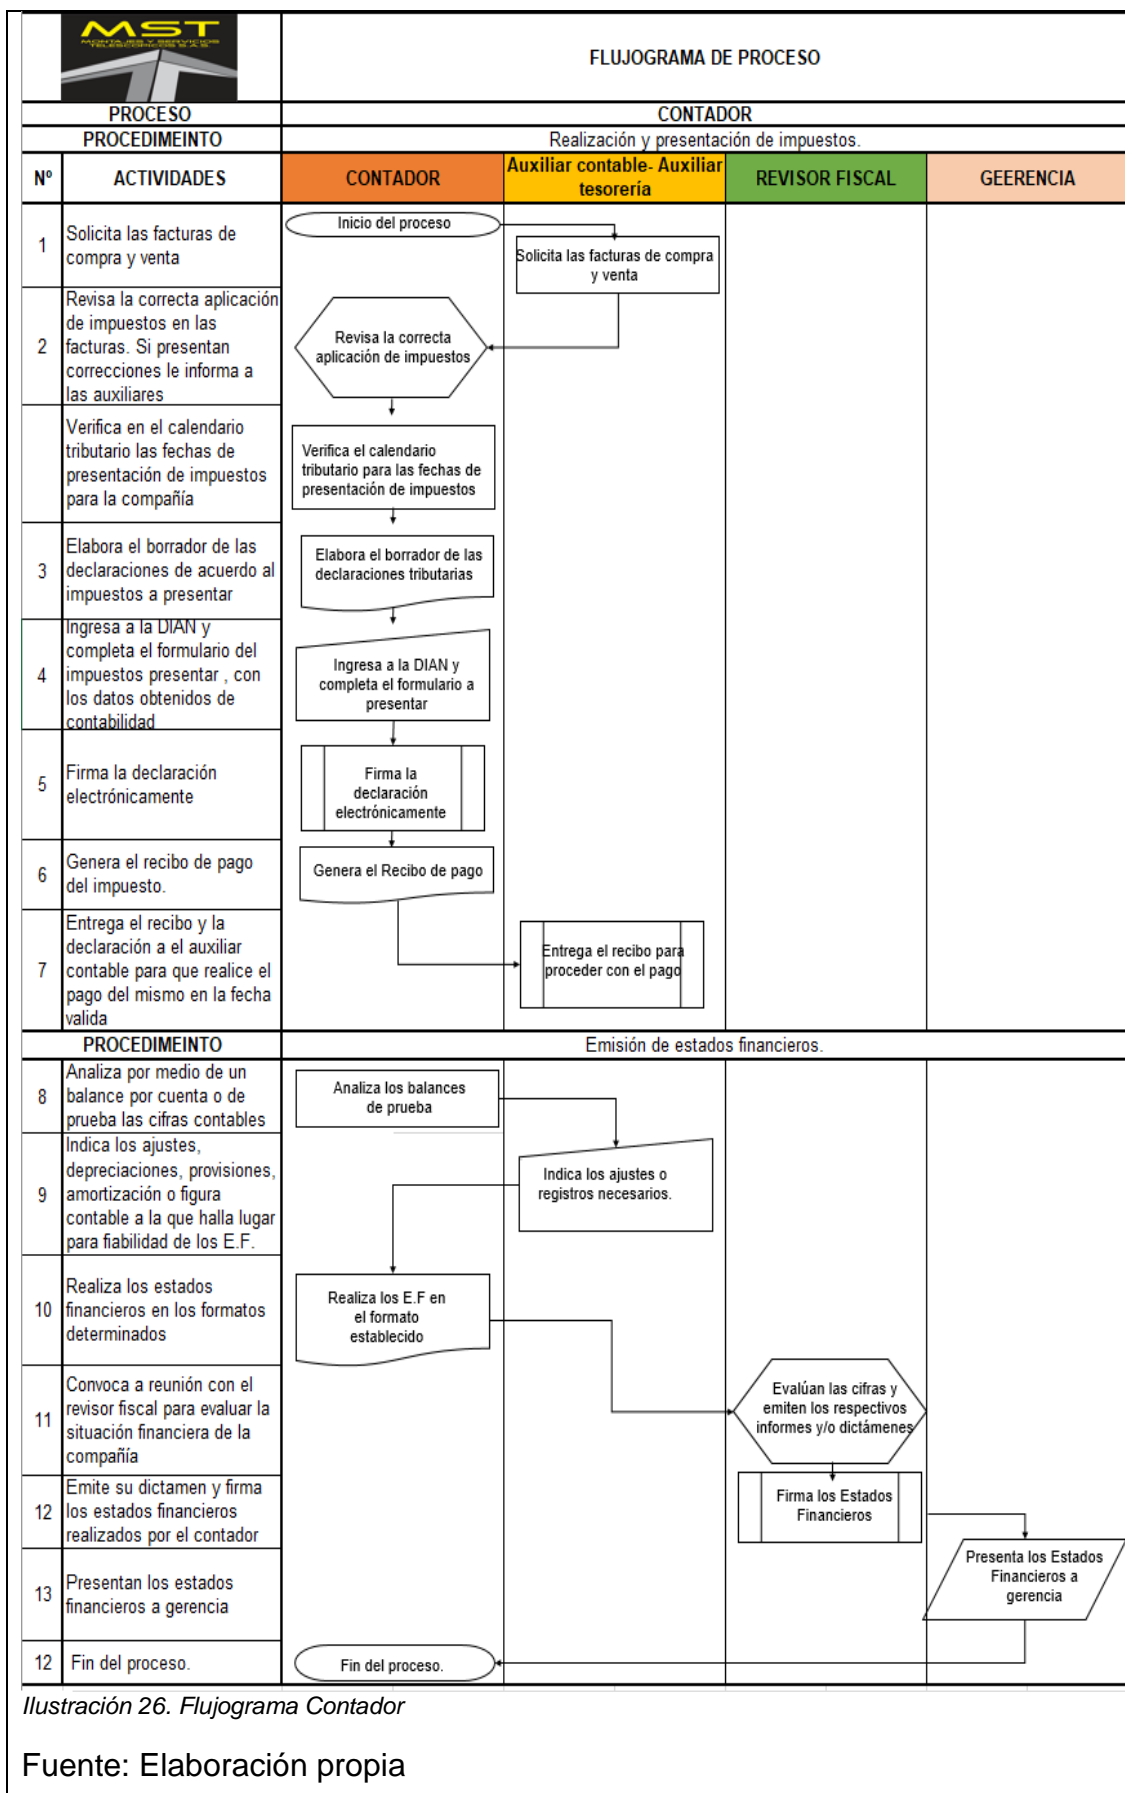 MST
MONTAJES Y SERVICIOS
TELESCOPICOS S.A.S.
FLUJOGRAMA DE PROCESO
PROCESO
CONTADOR
PROCEDIMEINTO
Realización y presentación de impuestos.
Nº
ACTIVIDADES
CONTADOR
Auxiliar contable- Auxiliar
tesorería
REVISOR FISCAL
GEERENCIA
1
Solicita las facturas de
compra y venta
Inicio del proceso
Solicita las facturas de compra
y venta
2
Revisa la correcta aplicación
de impuestos en las
facturas. Si presentan
correcciones le informa a
las auxiliares
Revisa la correcta
aplicación de impuestos
Verifica en el calendario
tributario las fechas de
presentación de impuestos
para la compañía
Verifica el calendario
tributario para las fechas de
presentación de impuestos
3
Elabora el borrador de las
declaraciones de acuerdo al
impuestos a presentar
Elabora el borrador de las
declaraciones tributarias
4
Ingresa a la DIAN y
completa el formulario del
impuestos presentar , con
los datos obtenidos de
contabilidad
Ingresa a la DIAN y
completa el formulario a
presentar
5
Firma la declaración
electrónicamente
Firma la
declaración
electrónicamente
6
Genera el recibo de pago
del impuesto.
Genera el Recibo de pago
7
Entrega el recibo y la
declaración a el auxiliar
contable para que realice el
pago del mismo en la fecha
valida
Entrega el recibo para
proceder con el pago
PROCEDIMEINTO
Emisión de estados financieros.
8
Analiza por medio de un
balance por cuenta o de
prueba las cifras contables
Analiza los balances
de prueba
9
Indica los ajustes,
depreciaciones, provisiones,
amortización o figura
contable a la que halla lugar
para fiabilidad de los E.F.
Indica los ajustes o
registros necesarios.
10
Realiza los estados
financieros en los formatos
determinados
Realiza los E.F en
el formato
establecido
11
Convoca a reunión con el
revisor fiscal para evaluar la
situación financiera de la
compañía
Evalúan las cifras y
emiten los respectivos
informes y/o dictámenes
12
Emite su dictamen y firma
los estados financieros
realizados por el contador
Firma los Estados
Financieros
13
Presentan los estados
financieros a gerencia
Presenta los Estados
Financieros a
gerencia
12
Fin del proceso.
Fin del proceso.
Ilustración 26. Flujograma Contador
Fuente: Elaboración propia